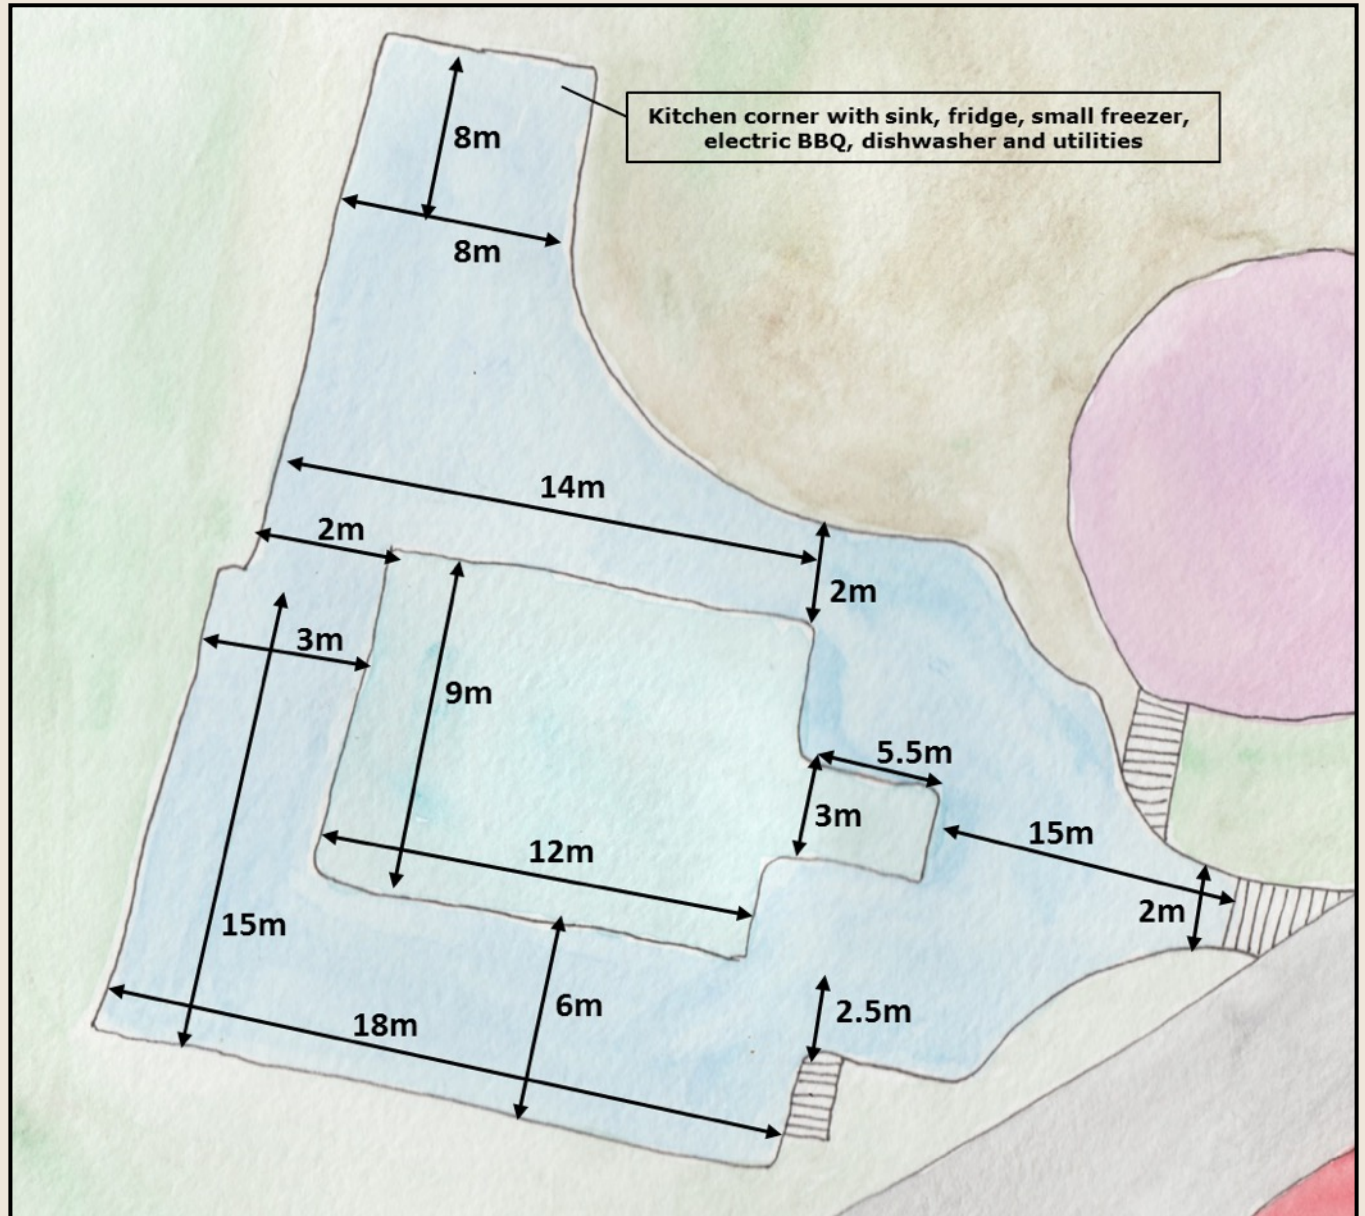 Kitchen corner with sink, fridge, small freezer,
electric BBQ, dishwasher and utilities
8m
8m
14m
2m
2m
3m
9m
5.5m
3m
15m
12m
2m
15m
6m
2.5m
18m